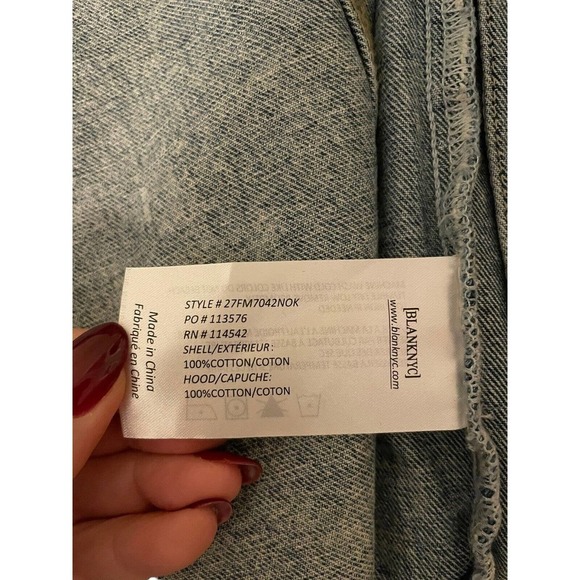 STYLE # 27FM7042NOK
PO # 113576
RN # 114542
SHELL/EXTÉRIEUR:
100%COTTON/COTON
HOOD/CAPUCHE:
100%COTTON/COTON
Made in China
Fabriqué en Chine
[BLANKNYC]
www.blanknyc.com